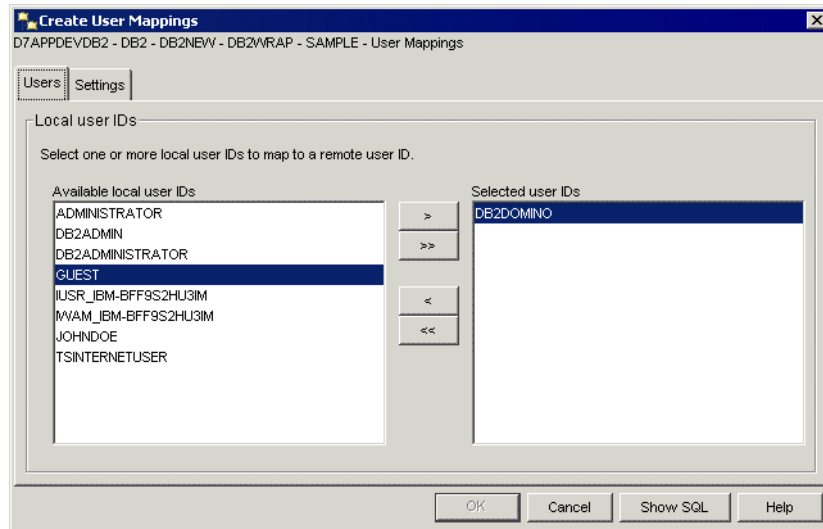 Create User Mappings
D7APPDEVDB2 - DB2 - DB2NEW - DB2WRAP - SAMPLE - User Mappings
Users Settings
Local user IDs
Select one or more local user IDs to map to a remote user ID.
Available local user IDs
ADMINISTRATOR
DB2ADMIN
DB2ADMINISTRATOR
GUEST
IUSR_IBM-BFF9S2HU3IM
IWAM_IBM-BFF9S2HU3IM
JOHNDOE
TSINTERNETUSER
>
>>
<
<<
Selected user IDs
DB2DOMINO
OK Cancel Show SQL Help